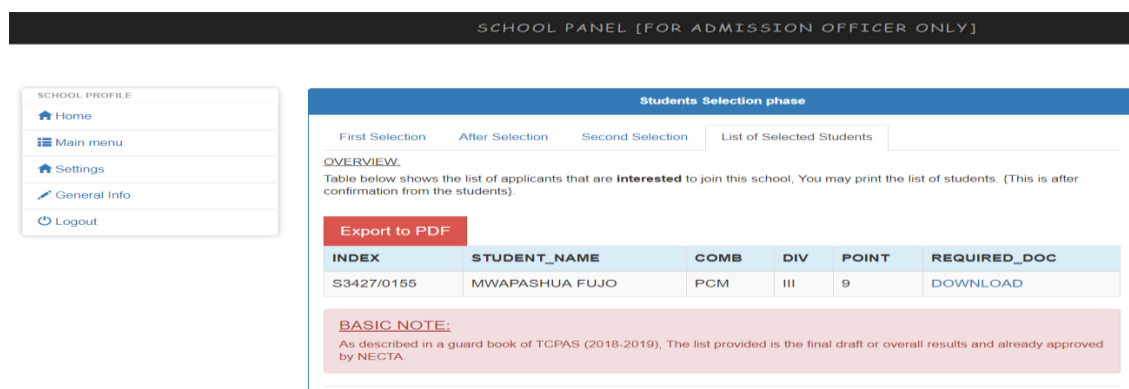 SCHOOL PANEL [FOR ADMISSION OFFICER ONLY]
SCHOOL PROFILE
Home
Main menu
Settings
General Info
Logout
Students Selection phase
First Selection After Selection Second Selection List of Selected Students
OVERVIEW:
Table below shows the list of applicants that are interested to join this school, You may print the list of students. {This is after
confirmation from the students}.
Export to PDF
INDEX STUDENT_NAME COMB DIV POINT REQUIRED_DOC
S3427/0155 MWAPASHUA FUJO PCM III 9 DOWNLOAD
BASIC NOTE:
As described in a guard book of TCPAS (2018-2019), The list provided is the final draft or overall results and already approved
by NECTA.